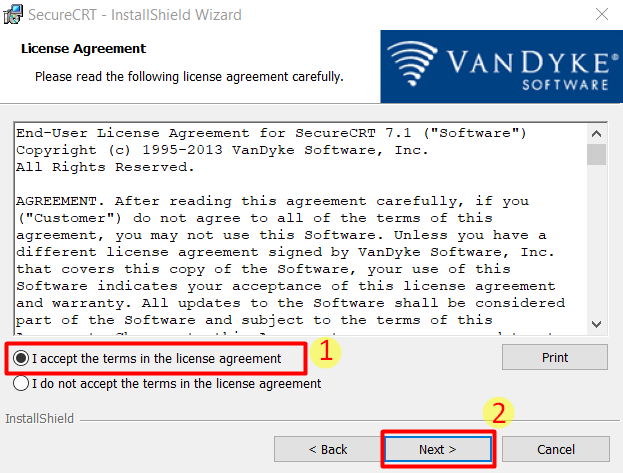 SecureCRT - InstallShield Wizard
License Agreement
Please read the following license agreement carefully.
VANDYKE®
SOFTWARE
End-User License Agreement for SecureCRT 7.1 ("Software")
Copyright (c) 1995-2013 VanDyke Software, Inc.
All Rights Reserved.
AGREEMENT. After reading this agreement carefully, if you
("Customer") do not agree to all of the terms of this
agreement, you may not use this Software. Unless you have a
different license agreement signed by VanDyke Software, Inc.
that covers this copy of the Software, your use of this
Software indicates your acceptance of this license agreement
and warranty. All updates to the Software shall be considered
part of the Software and subject to the terms of this
I accept the terms in the license agreement
1
Print
I do not accept the terms in the license agreement
InstallShield
2
< Back
Next >
Cancel